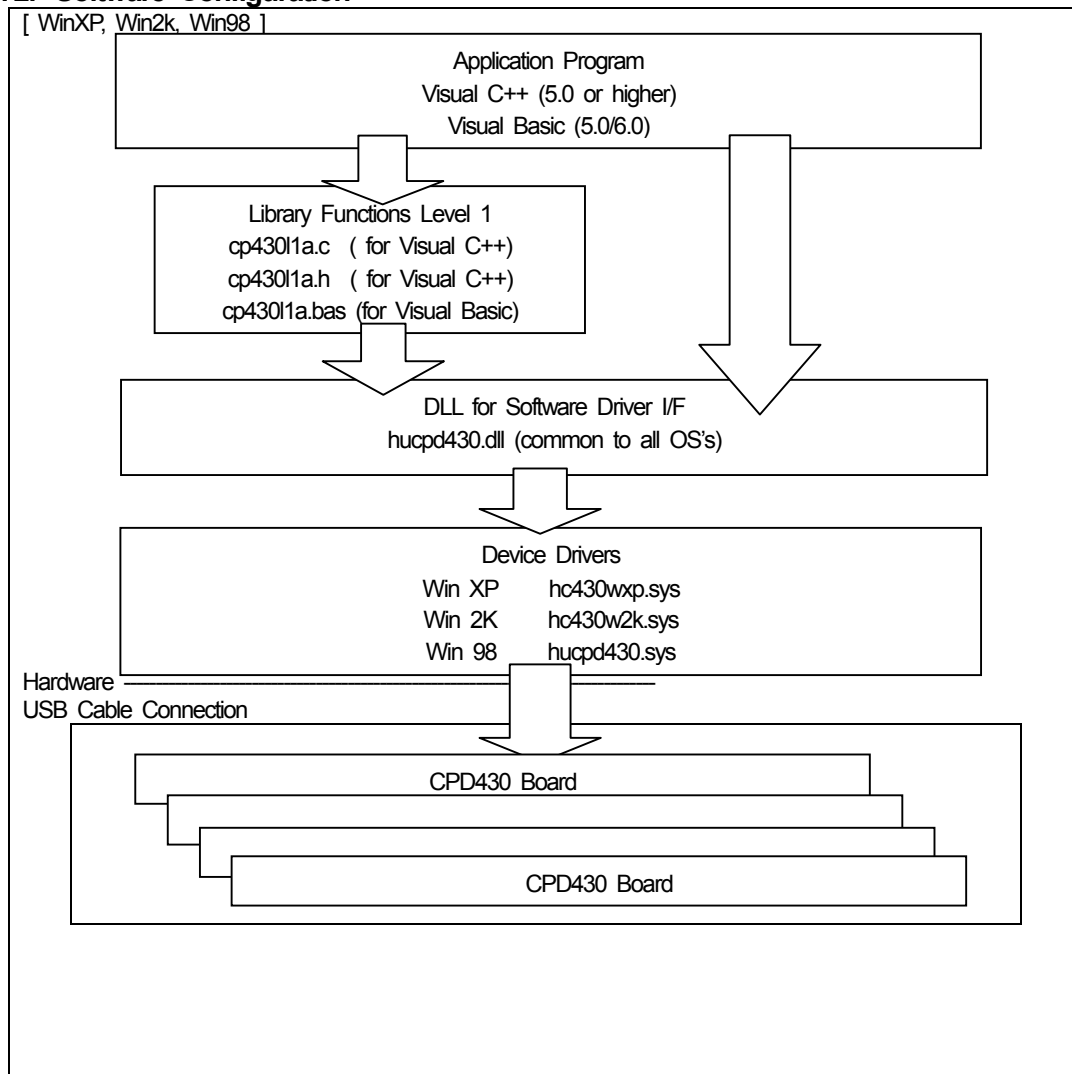 [ WinXP, Win2k, Win98 ]
Application Program
Visual C++ (5.0 or higher)
Visual Basic (5.0/6.0)
Library Functions Level 1
cp430l1a.c ( for Visual C++)
cp430l1a.h ( for Visual C++)
cp430l1a.bas (for Visual Basic)
DLL for Software Driver I/F
hucpd430.dll (common to all OS's)
Device Drivers
Win XP hc430wxp.sys
Win 2K hc430w2k.sys
Win 98 hucpd430.sys
Hardware
USB Cable Connection
CPD430 Board
CPD430 Board